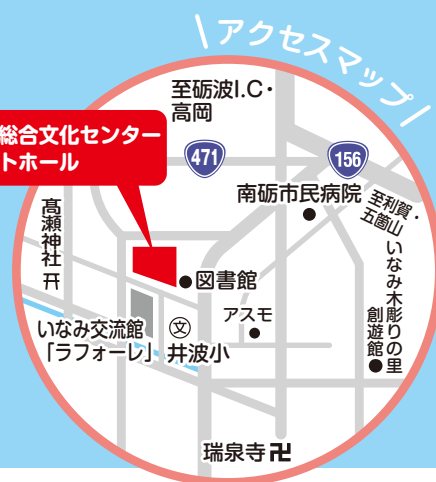 アクセスマップ
至砺波I.C・
高岡
総合文化センター
トホール
471
156
南砺市民病院
至利賀・
五箇山
髙瀬神社
図書館
いなみ木彫りの里
創遊館
アスモ
いなみ交流館
「ラフォーレ」
文
井波小
瑞泉寺卍